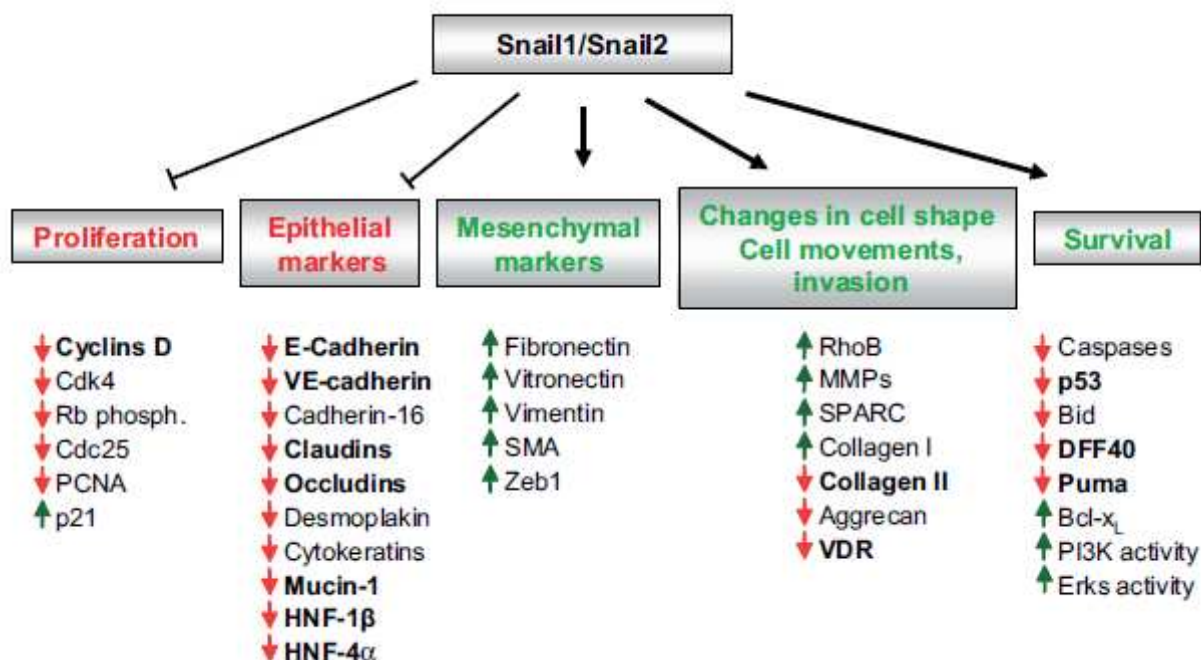 Snail1/Snail2
Proliferation
Cyclins D
Cdk4
Rb phosph.
Cdc25
PCNA
p21
Epithelial
markers
E-Cadherin
VE-cadherin
Cadherin-16
Claudins
Occludins
Desmoplakin
Cytokeratins
Mucin-1
HNF-1β
HNF-4α
Mesenchymal
markers
Fibronectin
Vitronectin
Vimentin
SMA
Zeb1
Changes in cell shape
Cell movements,
invasion
RhoB
MMPs
SPARC
Collagen I
Collagen II
Aggrecan
VDR
Survival
Caspases
p53
Bid
DFF40
Puma
Bcl-xL
PI3K activity
Erks activity